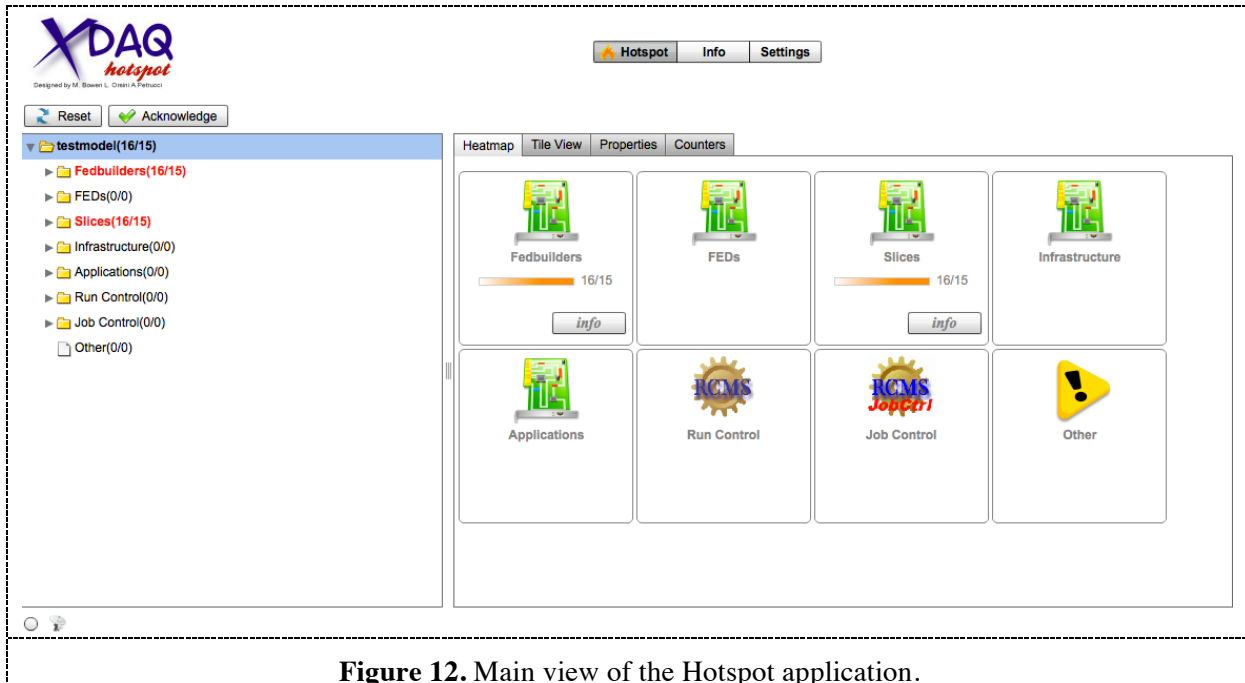 XDAQ
hotspot
Designed by M. Bowen L. Orsini A.Petrucci
Hotspot Info Settings
Reset Acknowledge
testmodel(16/15)
Fedbuilders(16/15)
FEDs(0/0)
Slices(16/15)
Infrastructure(0/0)
Applications(0/0)
Run Control(0/0)
Job Control(0/0)
Other(0/0)
Heatmap Tile View Properties Counters
Fedbuilders FEDs Slices Infrastructure
16/15 16/15
info info
RCMS RCMS
JobCtrl
Applications Run Control Job Control Other
Figure 12. Main view of the Hotspot application.